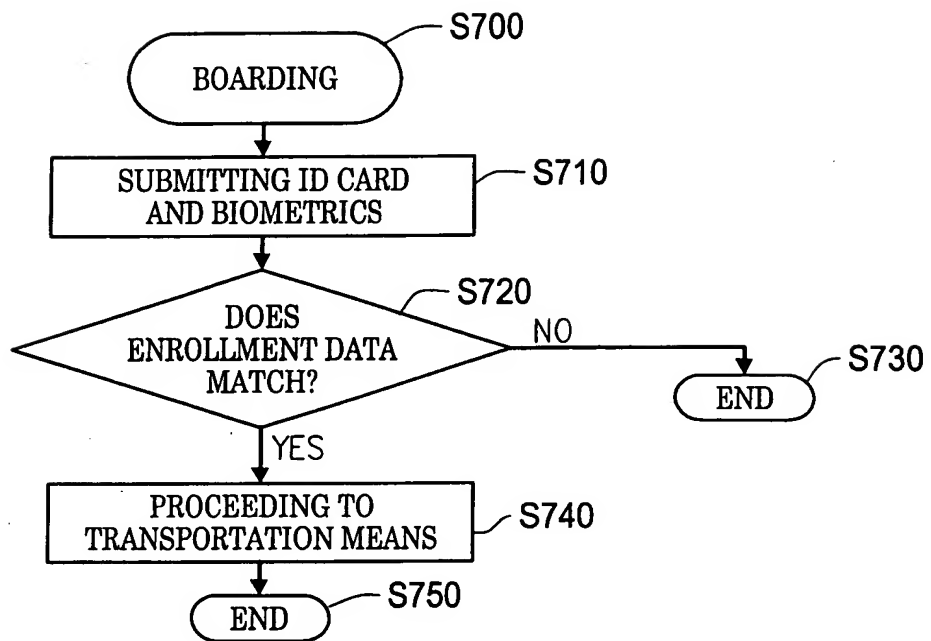 S700
BOARDING
SUBMITTING ID CARD
AND BIOMETRICS
S710
DOES
ENROLLMENT DATA
MATCH?
S720
NO
S730
END
YES
PROCEEDING TO
TRANSPORTATION MEANS
S740
S750
END